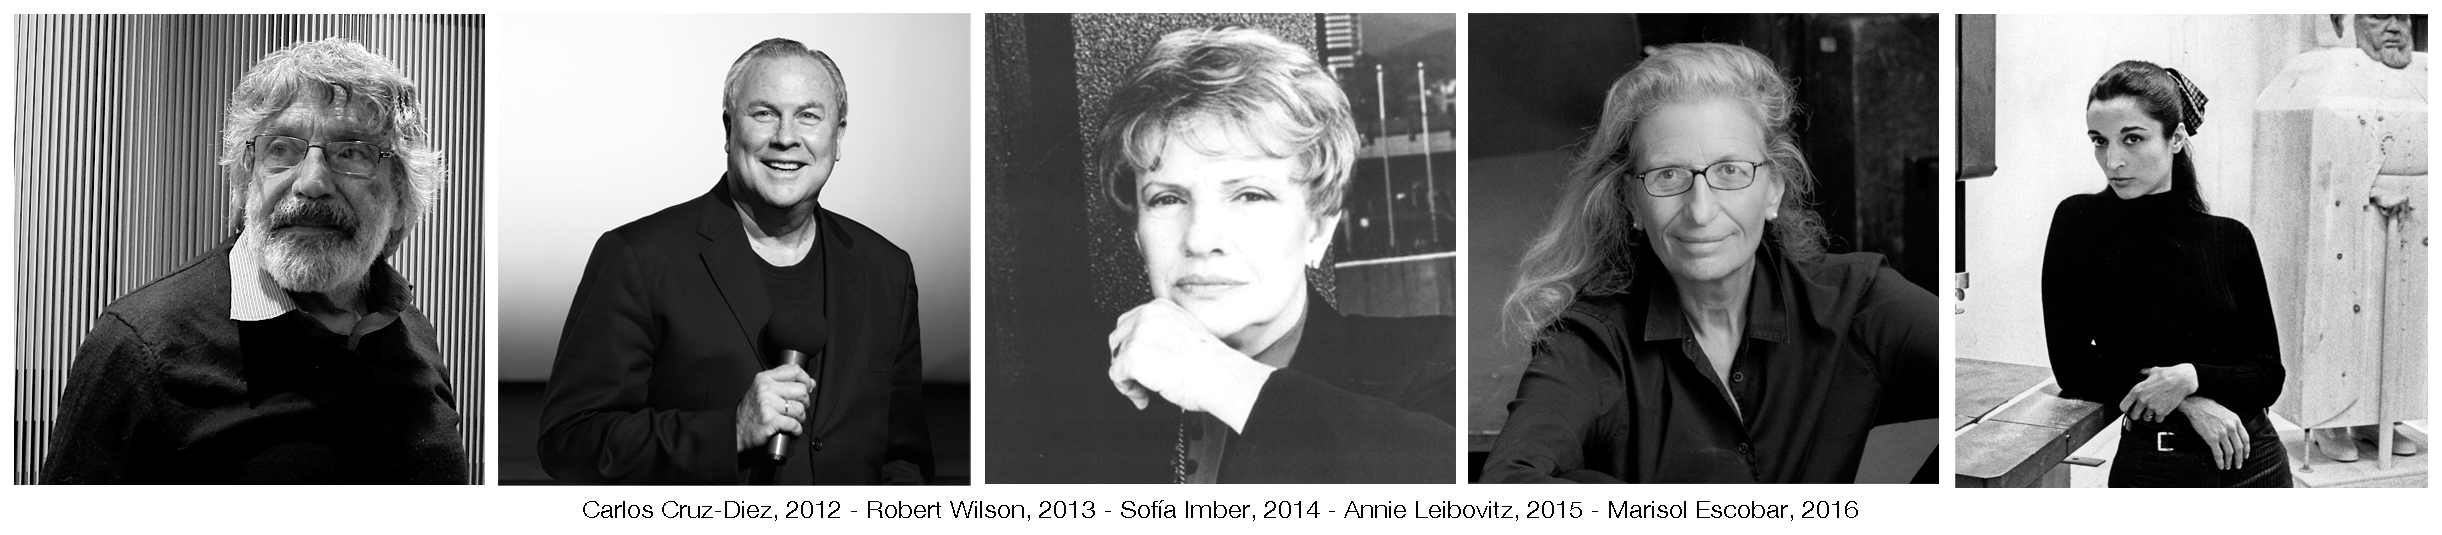 Carlos Cruz-Diez, 2012 - Robert Wilson, 2013 - Sofía Imber, 2014 - Annie Leibovitz, 2015 - Marisol Escobar, 2016